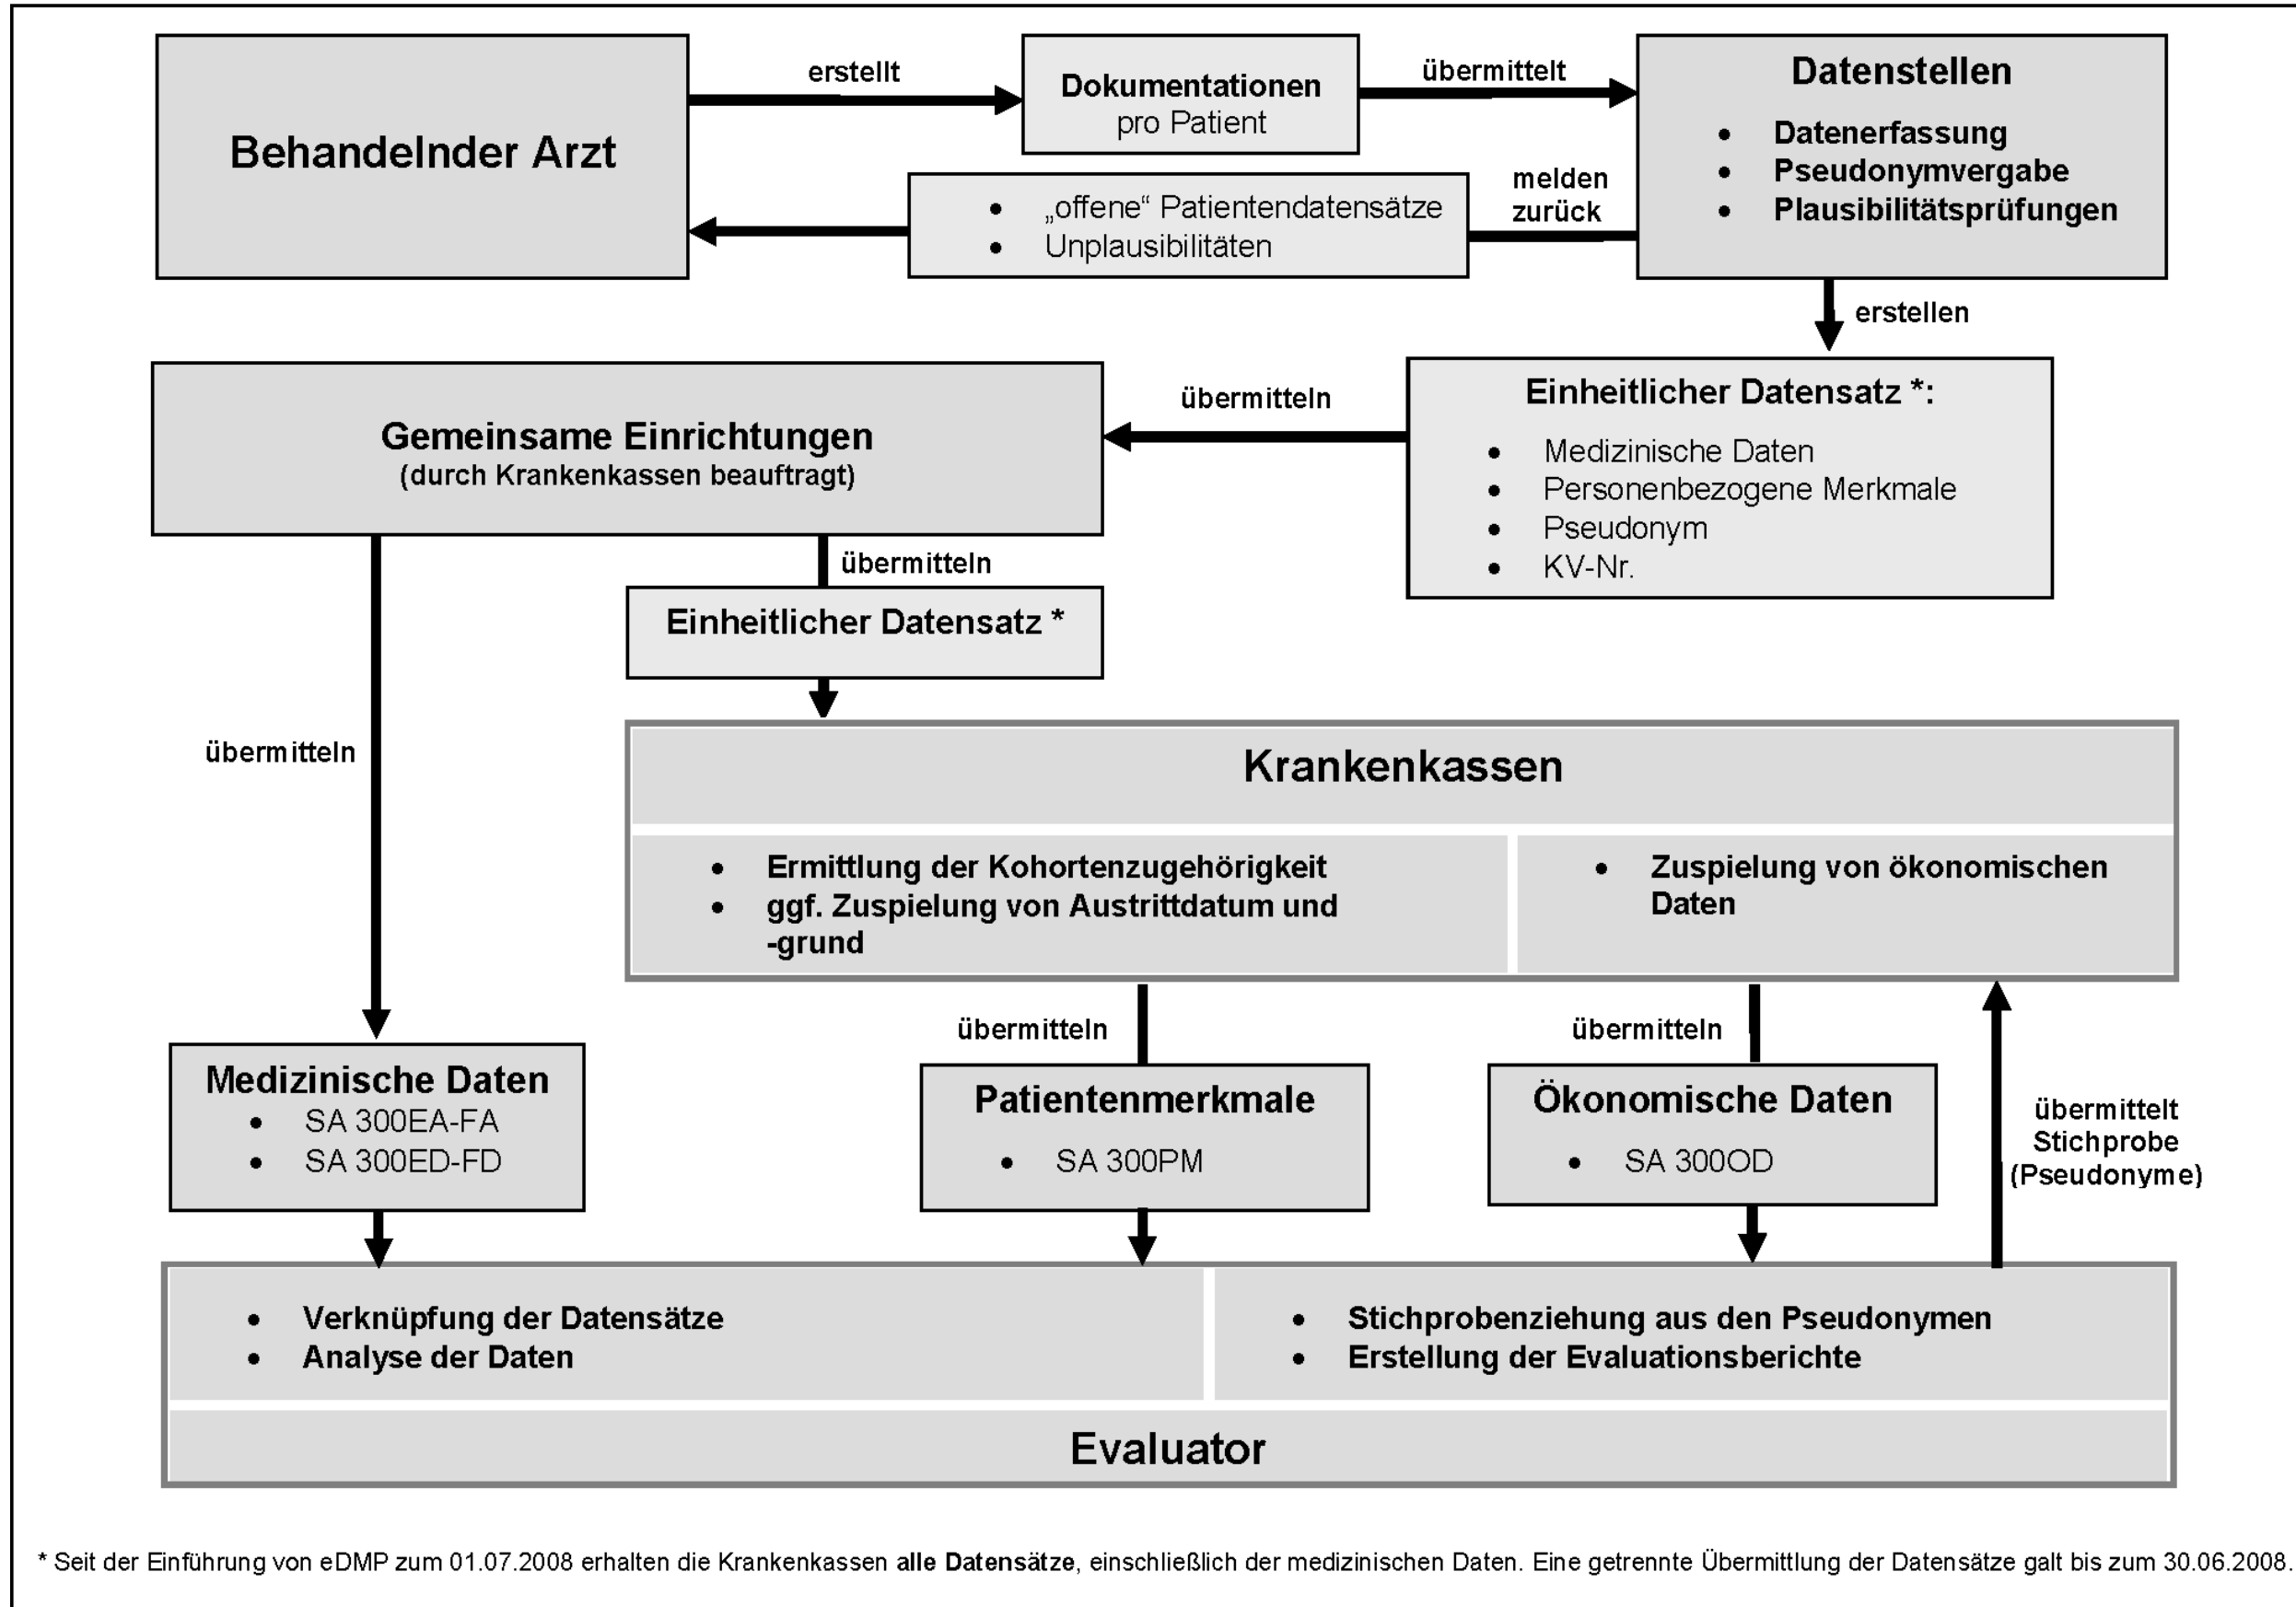 Behandelnder Arzt
erstellt
Dokumentationen
pro Patient
übermittelt
Datenstellen
• Datenerfassung
• Pseudonymvergabe
• Plausibilitätsprüfungen
melden
zurück
• „offene“ Patientendatensätze
• Unplausibilitäten
erstellen
Einheitlicher Datensatz *:
• Medizinische Daten
• Personenbezogene Merkmale
• Pseudonym
• KV-Nr.
übermitteln
Gemeinsame Einrichtungen
(durch Krankenkassen beauftragt)
übermitteln
Einheitlicher Datensatz *
übermitteln
Krankenkassen
• Ermittlung der Kohortenzugehörigkeit
• ggf. Zuspielung von Austrittdatum und
-grund
• Zuspielung von ökonomischen
Daten
übermitteln
übermitteln
Medizinische Daten
• SA 300EA-FA
• SA 300ED-FD
Patientenmerkmale
• SA 300PM
Ökonomische Daten
• SA 300OD
übermittelt
Stichprobe
(Pseudonyme)
• Verknüpfung der Datensätze
• Analyse der Daten
• Stichprobenziehung aus den Pseudonymen
• Erstellung der Evaluationsberichte
Evaluator
* Seit der Einführung von eDMP zum 01.07.2008 erhalten die Krankenkassen alle Datensätze, einschließlich der medizinischen Daten. Eine getrennte Übermittlung der Datensätze galt bis zum 30.06.2008.